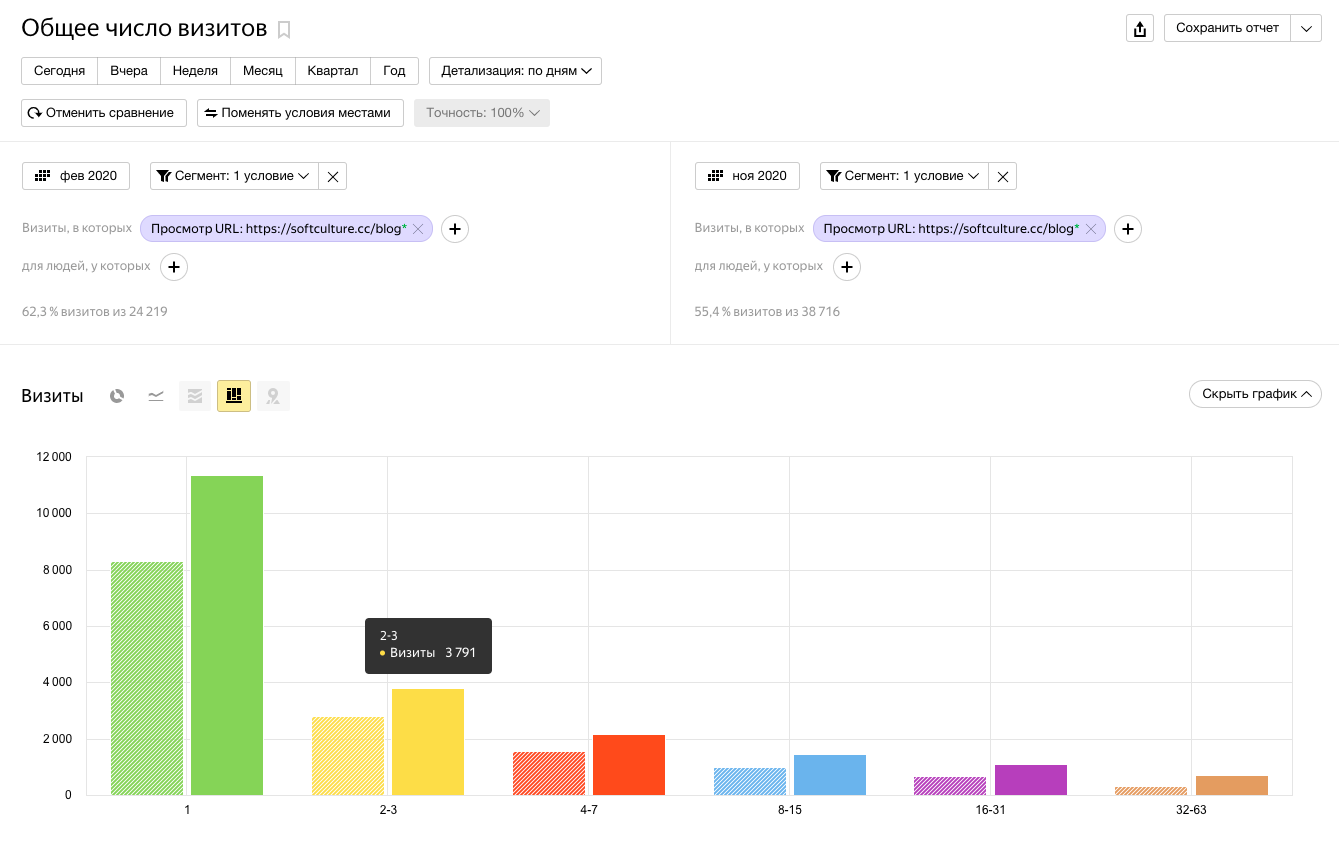 Общее число визитов
Сохранить отчет
Сегодня Вчера Неделя Месяц Квартал Год Детализация: по дням
Отменить сравнение Поменять условия местами Точность: 100%
фев 2020 Сегмент: 1 условие
Визиты, в которых Просмотр URL: https://softculture.cc/blog*
для людей, у которых
62,3 % визитов из 24 219
ноя 2020 Сегмент: 1 условие
Визиты, в которых Просмотр URL: https://softculture.cc/blog*
для людей, у которых
55,4 % визитов из 38 716
Визиты
Скрыть график
12 000
10 000
8 000
6 000
4 000
2 000
0
2-3
Визиты 3 791
1 2-3 4-7 8-15 16-31 32-63